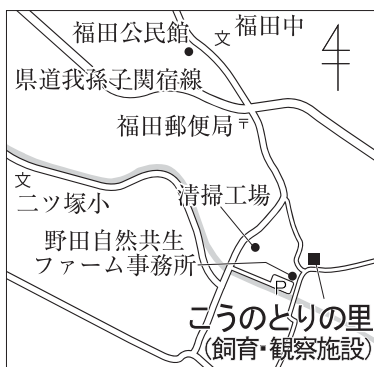 福田公民館
文 福田中
県道我孫子関宿線
福田郵便局〒
文
二ツ塚小
清掃工場
野田自然共生
ファーム事務所
P
こうのとりの里
(飼育・観察施設)